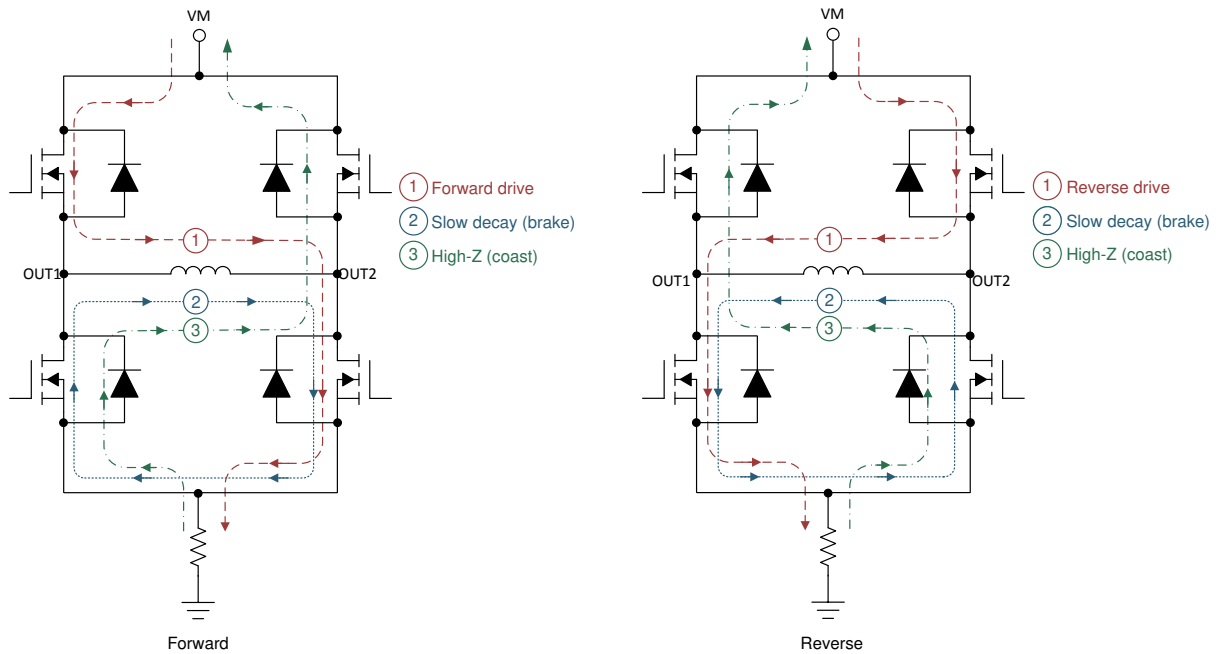 VM
1 Forward drive
2 Slow decay (brake)
3 High-Z (coast)
1
OUT1
OUT2
2
3
Forward
VM
1 Reverse drive
2 Slow decay (brake)
3 High-Z (coast)
1
OUT1
OUT2
2
3
Reverse